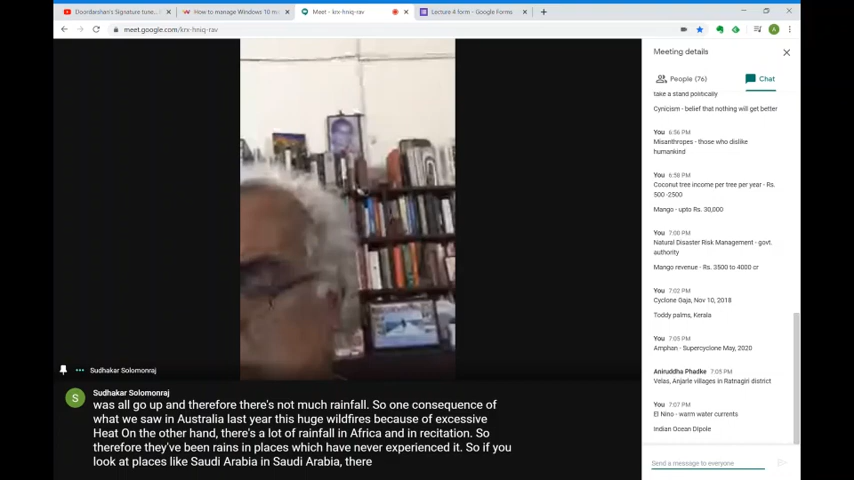 Doordarshan's Signature tune...
How to manage Windows 10 n
Meet - krx-hniq-rav
Lecture 4 form - Google Forms
meet.google.com/krx-hniq-rav
Meeting details
People (76)
Chat
take a stand politically
Cynicism - belief that nothing will get better
You 6:56 PM
Misanthropes - those who dislike
humankind
You 6:58 PM
Coconut tree income per tree per year - Rs.
500 -2500
Mango - upto Rs. 30,000
You 7:00 PM
Natural Disaster Risk Management - govt.
authority
Mango revenue - Rs. 3500 to 4000 cr
You 7:02 PM
Cyclone Gaja, Nov 10, 2018
Toddy palms, Kerala
You 7:05 PM
Amphan - Supercyclone May, 2020
Aniruddha Phadke 7:05 PM
Velas, Anjarle villages in Ratnagiri district
You 7:07 PM
El Nino - warm water currents
Indian Ocean Dipole
Send a message to everyone
Sudhakar Solomonraj
S
Sudhakar Solomonraj
was all go up and therefore there's not much rainfall. So one consequence of
what we saw in Australia last year this huge wildfires because of excessive
Heat On the other hand, there's a lot of rainfall in Africa and in recitation. So
therefore they've been rains in places which have never experienced it. So if you
look at places like Saudi Arabia in Saudi Arabia, there